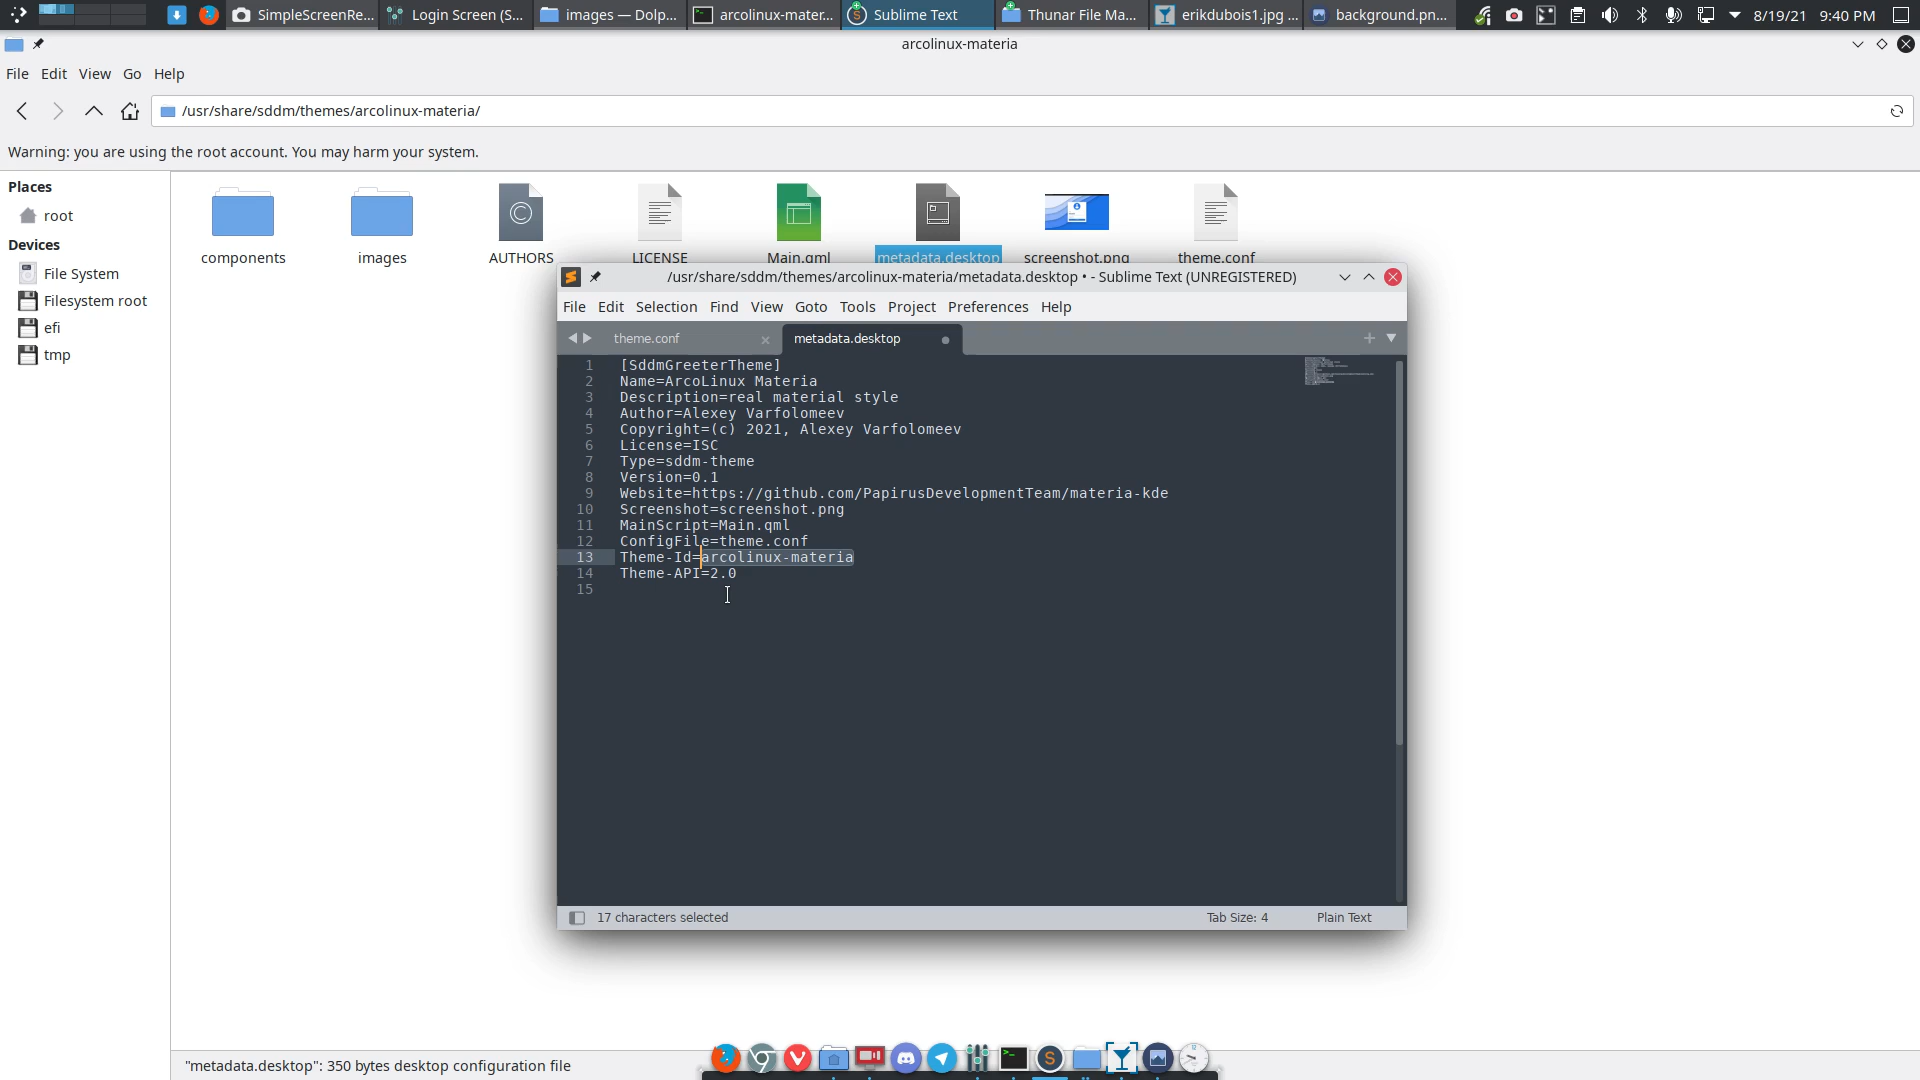 SimpleScreenRe...
Login Screen (S...
images — Dolp...
arcolinux-mater...
Sublime Text
Thunar File Ma...
erikdubois1.jpg ...
background.pn...
8/19/21
9:40 PM
arcolinux-materia
File Edit View Go Help
/usr/share/sddm/themes/arcolinux-materia/
Warning: you are using the root account. You may harm your system.
Places
root
Devices
File System
Filesystem root
efi
tmp
components
images
AUTHORS
LICENSE
Main.qml
metadata.desktop
screenshot.png
theme.conf
/usr/share/sddm/themes/arcolinux-materia/metadata.desktop • - Sublime Text (UNREGISTERED)
File Edit Selection Find View Goto Tools Project Preferences Help
theme.conf
metadata.desktop
1 [SddmGreeterTheme]
2 Name=ArcoLinux Materia
3 Description=real material style
4 Author=Alexey Varfolomeev
5 Copyright=(c) 2021, Alexey Varfolomeev
6 License=ISC
7 Type=sddm-theme
8 Version=0.1
9 Website=https://github.com/PapirusDevelopmentTeam/materia-kde
10 Screenshot=screenshot.png
11 MainScript=Main.qml
12 ConfigFile=theme.conf
13 Theme-Id=arcolinux-materia
14 Theme-API=2.0
15
17 characters selected
Tab Size: 4
Plain Text
"metadata.desktop": 350 bytes desktop configuration file